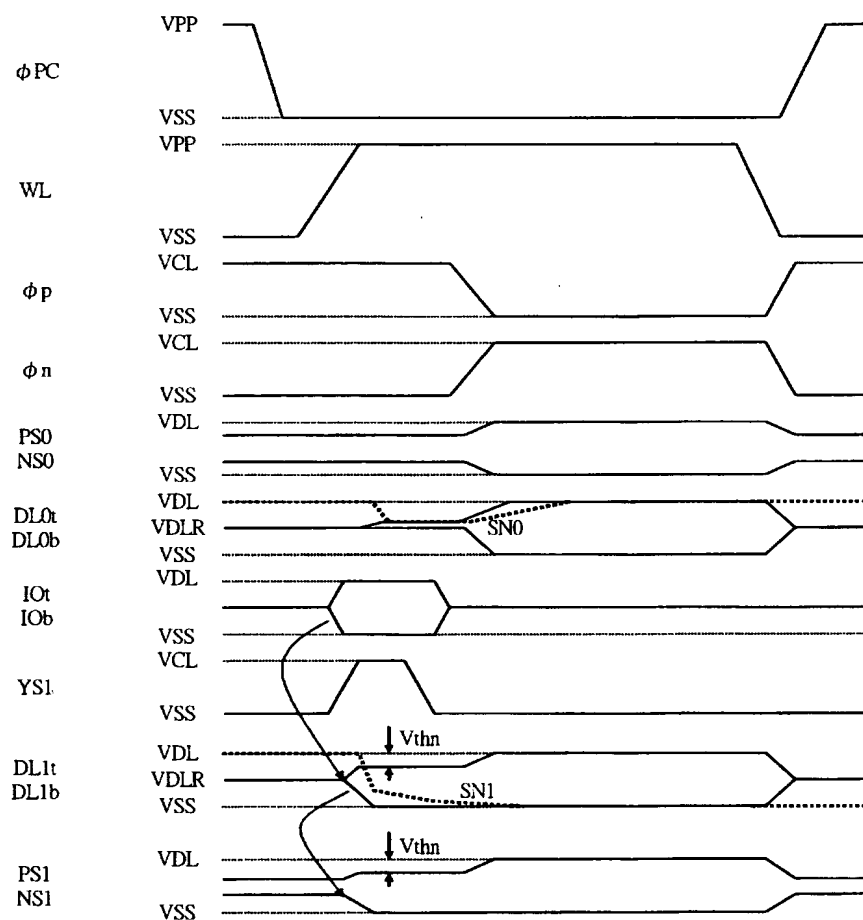 VPP
φPC
VSS
VPP
WL
VSS
VCL
φp
VSS
VCL
φn
VSS
VDL
PS0
NS0
VSS
VDL
DL0t
VDLR
SN0
DL0b
VSS
VDL
IOt
IOb
VSS
VCL
YS1
VSS
Vthn
VDL
DL1t
VDLR
DL1b
SN1
VSS
Vthn
VDL
PS1
NS1
VSS